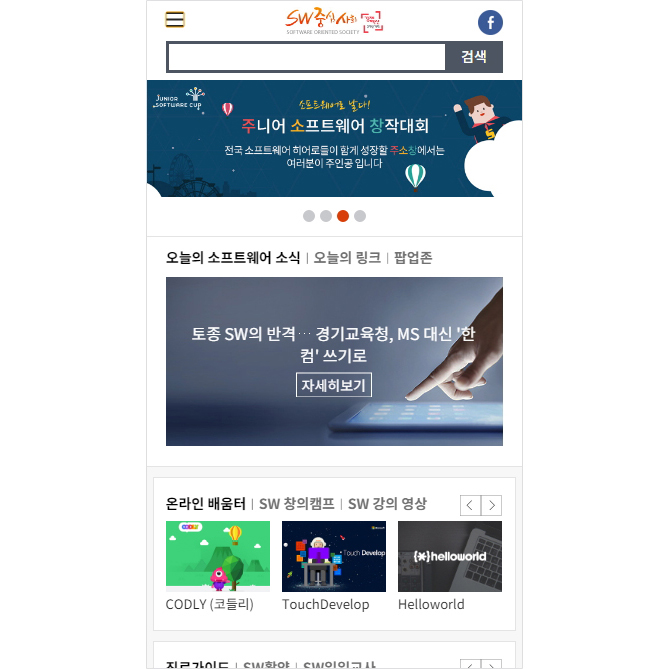 SW중심사회
SOFTWARE ORIENTED SOCIETY
f
검색
JUNIOR
SOFTWARE CUP
소프트웨어로 날다!
주니어 소프트웨어 창작대회
전국 소프트웨어 히어로들이 함게 성장할 주소창에서는
여러분이 주인공 입니다
오늘의 소프트웨어 소식 | 오늘의 링크 | 팝업존
토종 SW의 반격… 경기교육청, MS 대신 '한
컴' 쓰기로
자세히보기
온라인 배움터 | SW 창의캠프 | SW 강의 영상
Touch Develop
{*}helloworld
CODLY (코들리)
TouchDevelop
Helloworld
진로가이드 | SW활약 | SW일일교사